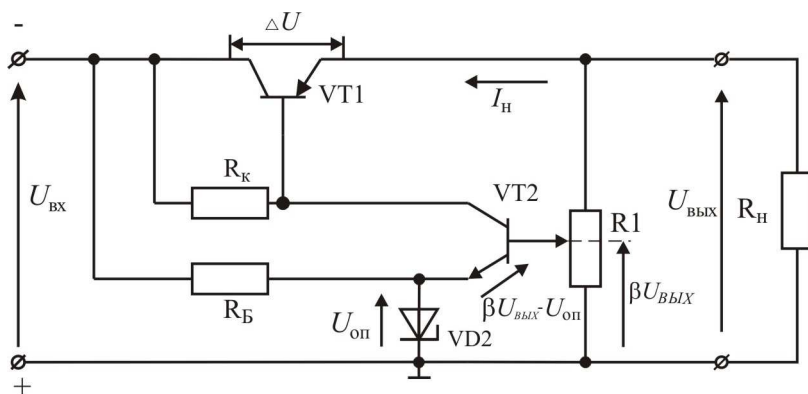 -
△U
VT1
Iн
Rк
VT2
Uвх
R1
Uвых
Rн
RБ
Uоп
βUвых-Uоп
βUВЫХ
VD2
+